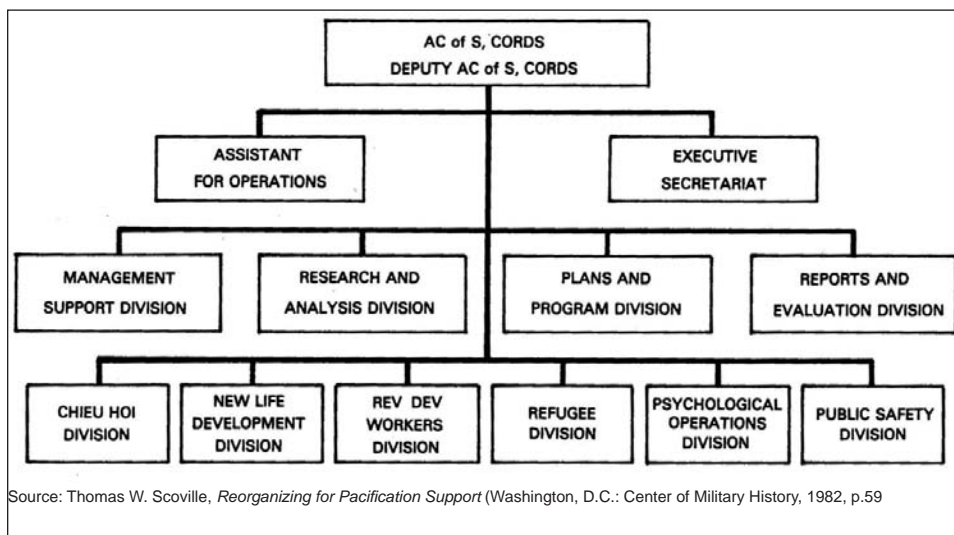 AC of S, CORDS
DEPUTY AC of S, CORDS
ASSISTANT
FOR OPERATIONS
EXECUTIVE
SECRETARIAT
MANAGEMENT
SUPPORT DIVISION
RESEARCH AND
ANALYSIS DIVISION
PLANS AND
PROGRAM DIVISION
REPORTS AND
EVALUATION DIVISION
CHIEU HOI
DIVISION
NEW LIFE
DEVELOPMENT
DIVISION
REV DEV
WORKERS
DIVISION
REFUGEE
DIVISION
PSYCHOLOGICAL
OPERATIONS
DIVISION
PUBLIC SAFETY
DIVISION
Source: Thomas W. Scoville, Reorganizing for Pacification Support (Washington, D.C.: Center of Military History, 1982, p.59